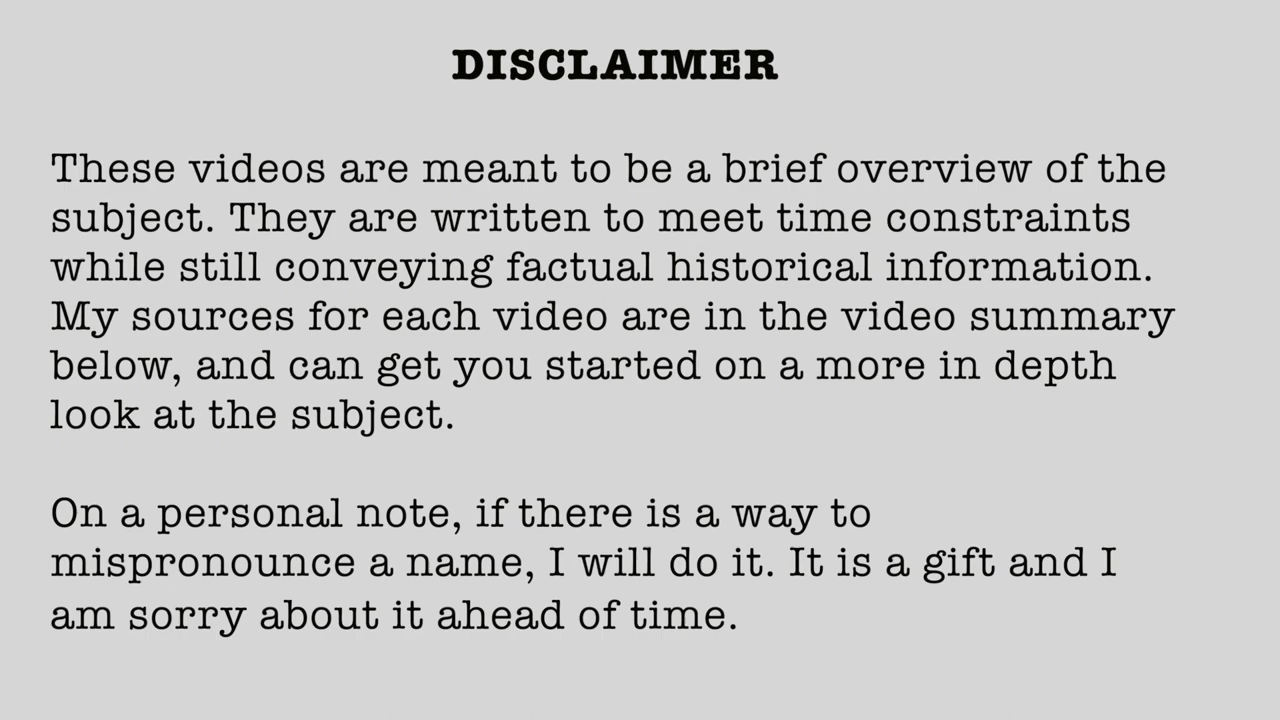 DISCLAIMER
These videos are meant to be a brief overview of the
subject. They are written to meet time constraints
while still conveying factual historical information.
My sources for each video are in the video summary
below, and can get you started on a more in depth
look at the subject.
On a personal note, if there is a way to
mispronounce a name, I will do it. It is a gift and I
am sorry about it ahead of time.